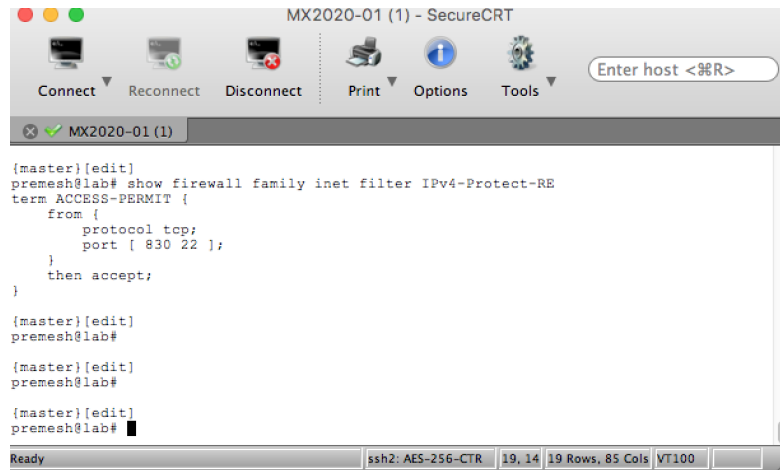 MX2020-01 (1) - SecureCRT
Connect Reconnect Disconnect Print Options Tools Enter host <⌘R>
MX2020-01 (1)
{master}[edit]
premesh@lab# show firewall family inet filter IPv4-Protect-RE
term ACCESS-PERMIT {
    from {
        protocol tcp;
        port [ 830 22 ];
    }
    then accept;
}
{master}[edit]
premesh@lab#
{master}[edit]
premesh@lab#
{master}[edit]
premesh@lab#
Ready ssh2: AES-256-CTR 19, 14 19 Rows, 85 Cols VT100